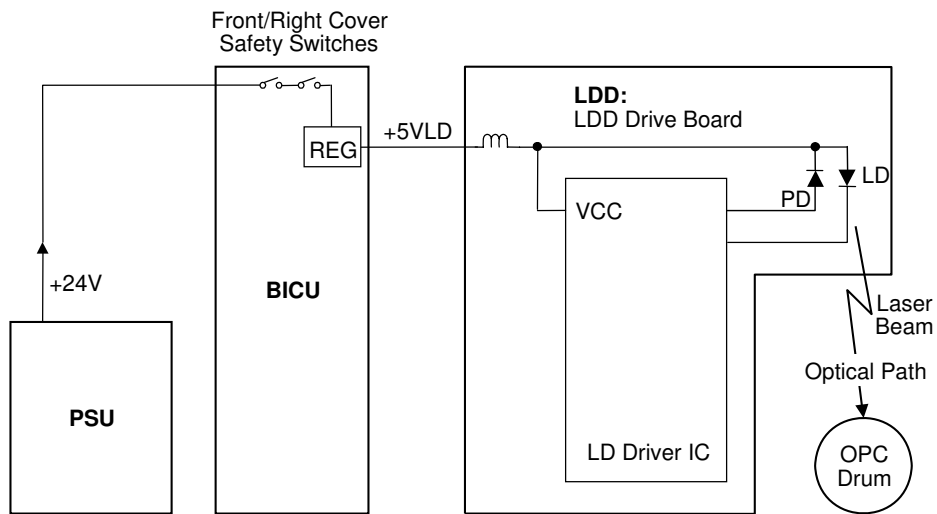 Front/Right Cover
Safety Switches
LDD:
LDD Drive Board
+5VLD
REG
LD
PD
VCC
+24V
BICU
Laser
Beam
Optical Path
PSU
LD Driver IC
OPC
Drum